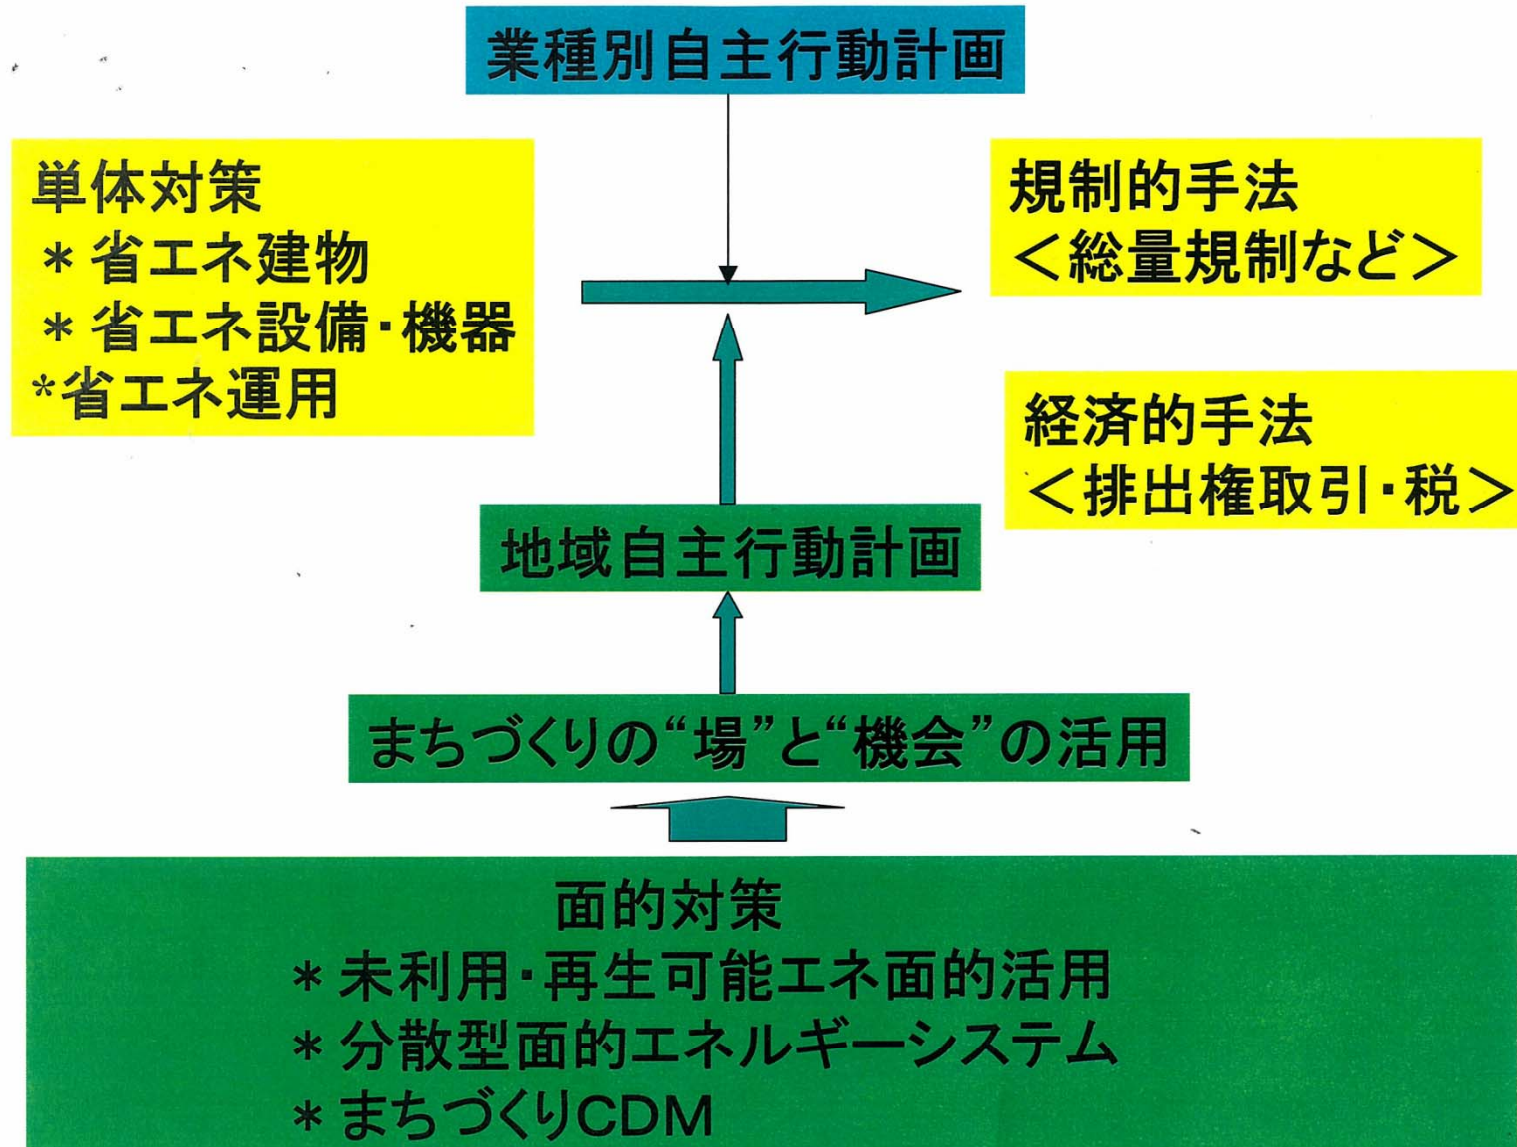 業種別自主行動計画
単体対策
＊省エネ建物
＊省エネ設備・機器
*省エネ運用
規制的手法
＜総量規制など＞
経済的手法
＜排出権取引・税＞
地域自主行動計画
まちづくりの“場”と“機会”の活用
面的対策
＊未利用・再生可能エネ面的活用
＊分散型面的エネルギーシステム
＊まちづくりCDM